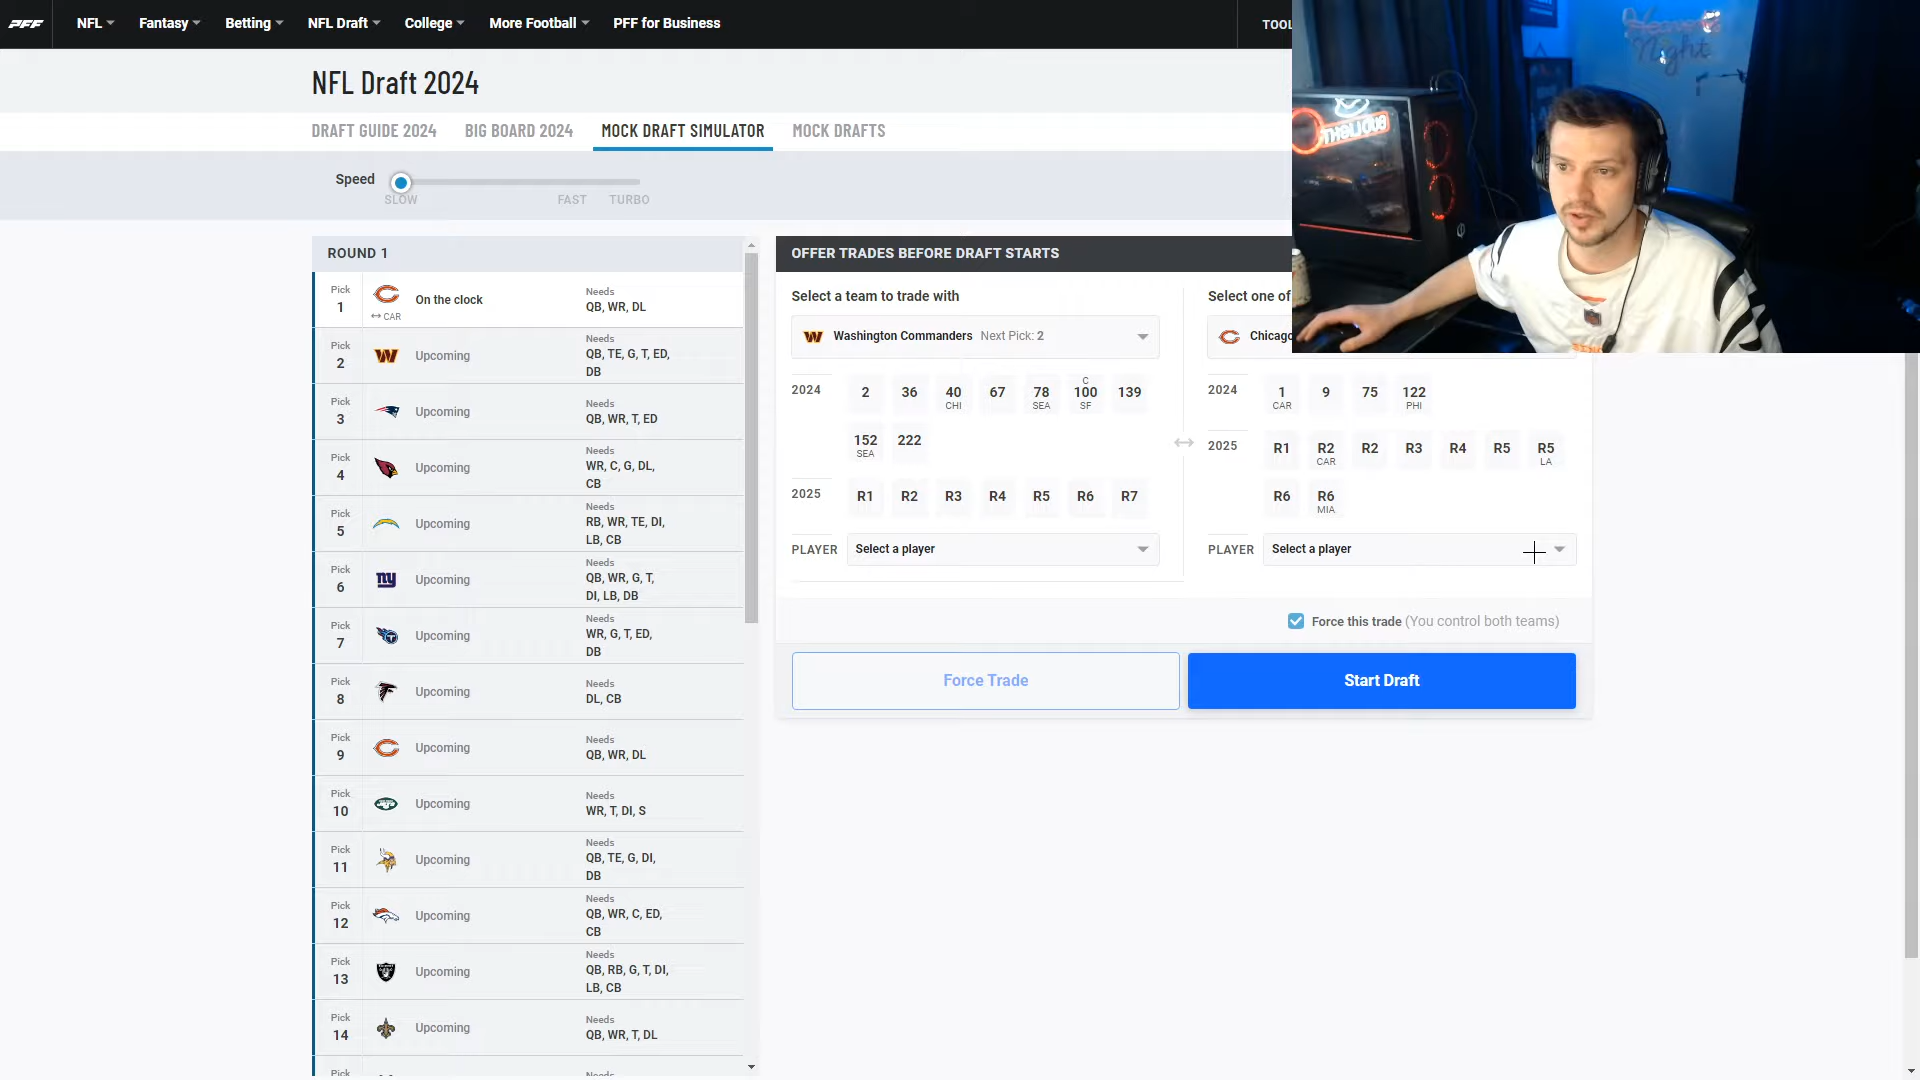 PFF
NFL
Fantasy
Betting
NFL Draft
College
More Football
PFF for Business
TOOL
NFL Draft 2024
DRAFT GUIDE 2024
BIG BOARD 2024
MOCK DRAFT SIMULATOR
MOCK DRAFTS
Speed
SLOW
FAST
TURBO
ROUND 1
Pick
1
CAR
On the clock
Needs
QB, WR, DL
Pick
2
Upcoming
Needs
QB, TE, G, T, ED,
DB
Pick
3
Upcoming
Needs
QB, WR, T, ED
Pick
4
Upcoming
Needs
WR, C, G, DL,
CB
Pick
5
Upcoming
Needs
RB, WR, TE, DI,
LB, CB
Pick
6
ny
Upcoming
Needs
QB, WR, G, T,
DI, LB, DB
Pick
7
Upcoming
Needs
WR, G, T, ED,
DB
Pick
8
Upcoming
Needs
DL, CB
Pick
9
Upcoming
Needs
QB, WR, DL
Pick
10
Upcoming
Needs
WR, T, DI, S
Pick
11
Upcoming
Needs
QB, TE, G, DI,
DB
Pick
12
Upcoming
Needs
QB, WR, C, ED,
CB
Pick
13
Upcoming
Needs
QB, RB, G, T, DI,
LB, CB
Pick
14
Upcoming
Needs
QB, WR, T, DL
Pick
Needs
OFFER TRADES BEFORE DRAFT STARTS
Select a team to trade with
Washington Commanders Next Pick: 2
2024
2
36
40
CHI
67
78
SEA
C
100
SF
139
152
SEA
222
2025
R1
R2
R3
R4
R5
R6
R7
PLAYER
Select a player
Select one of
Chicago
2024
1
CAR
9
75
122
PHI
2025
R1
R2
CAR
R2
R3
R4
R5
R5
LA
R6
R6
MIA
PLAYER
Select a player
Force this trade (You control both teams)
Force Trade
Start Draft
BUD LIGHT
Night